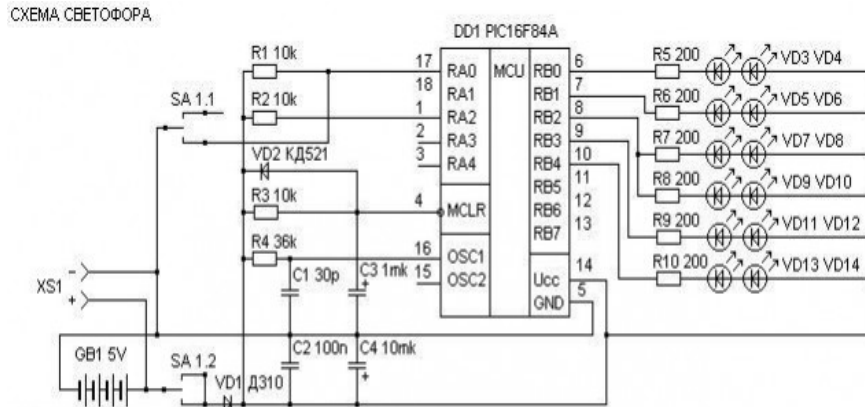 СХЕМА СВЕТОФОРА
DD1 PIC16F84A
R1 10k
17
RA0
MCU
RB0
6
R5 200
VD3 VD4
18
RA1
RB1
7
SA 1.1
R2 10k
1
RA2
RB2
8
R6 200
VD5 VD6
2
RA3
RB3
9
R7 200
VD7 VD8
VD2 КД521
3
RA4
RB4
10
RB5
11
R8 200
VD9 VD10
R3 10k
4
MCLR
RB6
12
RB7
13
R9 200
VD11 VD12
R4 36k
16
OSC1
C1 30p
C3 1mk
15
OSC2
Ucc
14
R10 200
VD13 VD14
GND
5
-
XS1
+
+
GB1 5V
SA 1.2
C2 100n
C4 10mk
+
VD1 Д310